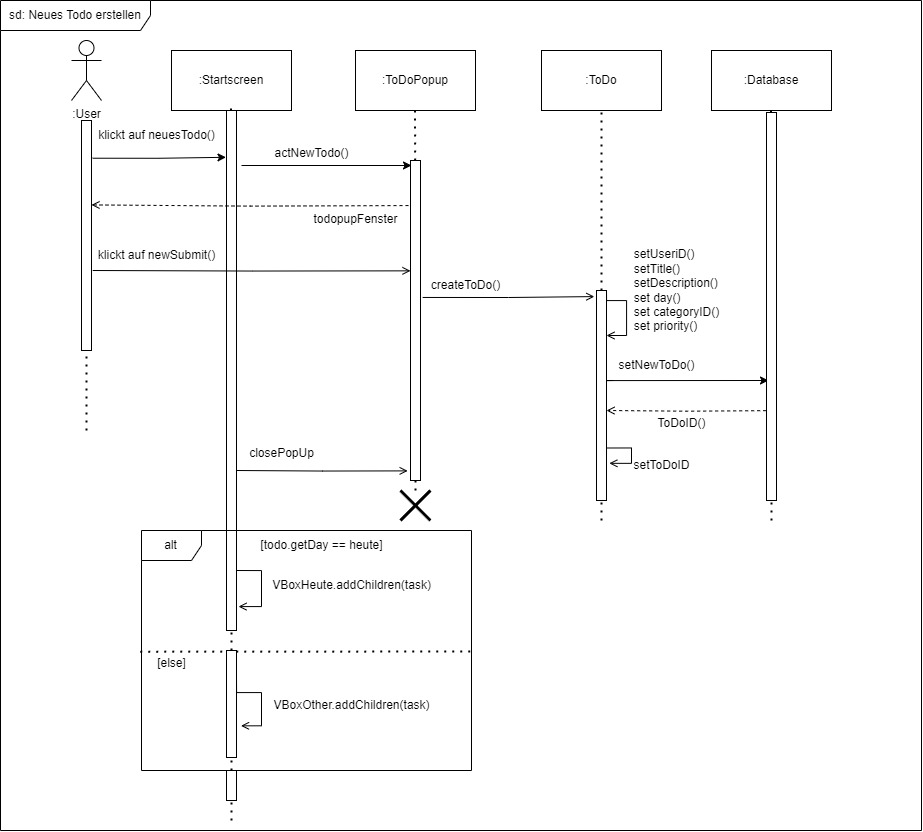 sd: Neues Todo erstellen
:User
:Startscreen
:ToDoPopup
:ToDo
:Database
klickt auf neuesTodo()
actNewTodo()
todopupFenster
klickt auf newSubmit()
createToDo()
setUseriD()
setTitle()
setDescription()
set day()
set categoryID()
set priority()
setNewToDo()
ToDoID()
closePopUp
setToDoID
alt
[todo.getDay == heute]
VBoxHeute.addChildren(task)
[else]
VBoxOther.addChildren(task)